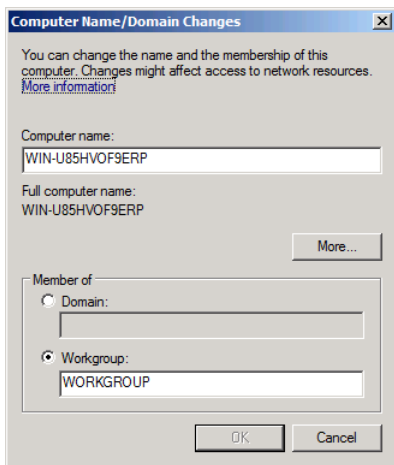 Computer Name/Domain Changes
You can change the name and the membership of this
computer. Changes might affect access to network resources.
More information
Computer name:
WIN-U85HVOF9ERP
Full computer name:
WIN-U85HVOF9ERP
More...
Member of
Domain:
Workgroup:
WORKGROUP
OK
Cancel